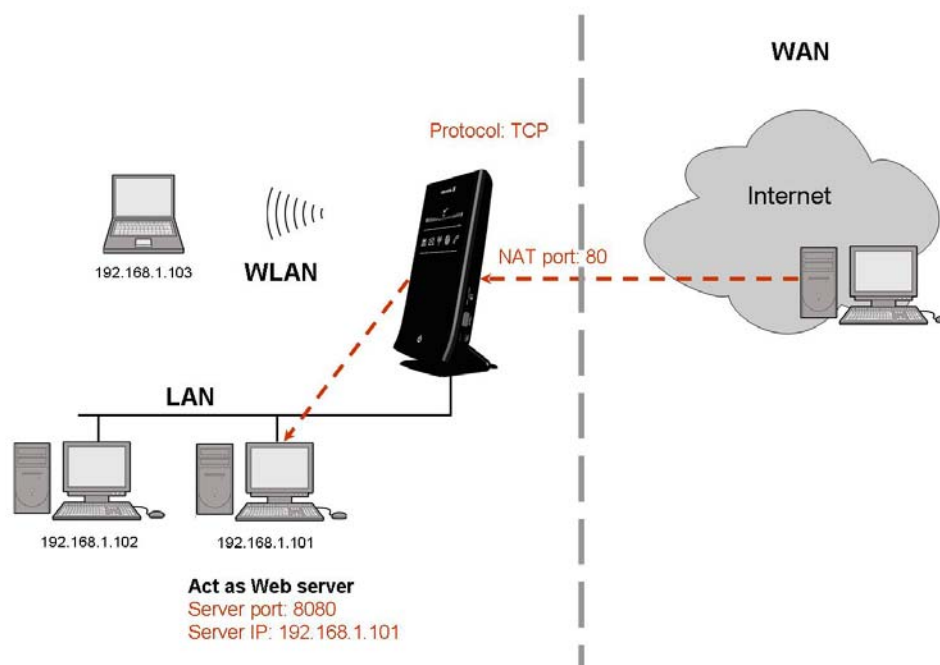 WAN
Protocol: TCP
Internet
NAT port: 80
192.168.1.103
WLAN
LAN
192.168.1.102
192.168.1.101
Act as Web server
Server port: 8080
Server IP: 192.168.1.101